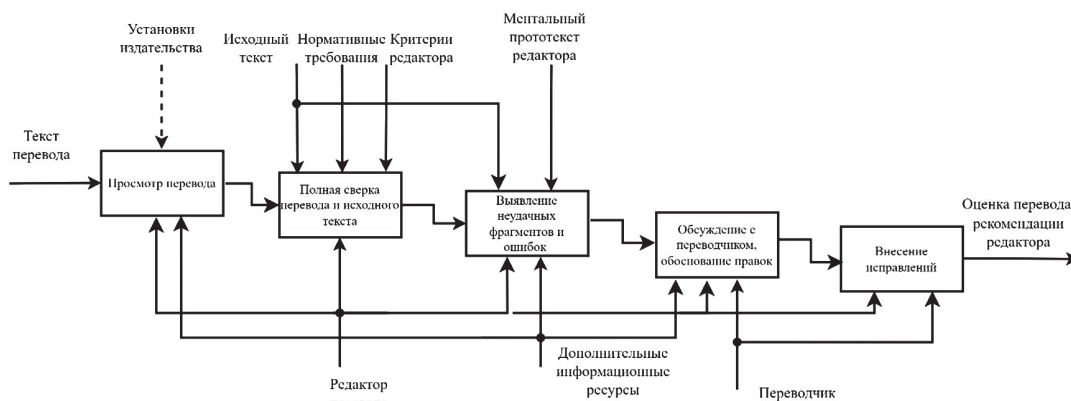 Установки
издательства
Исходный
текст
Нормативные
требования
Критерии
редактора
Ментальный
прототекст
редактора
Текст
перевода
Просмотр перевода
Полная сверка
перевода и исходного
текста
Выявление
неудачных
фрагментов и
ошибок
Обсуждение с
переводчиком,
обоснование правок
Внесение
исправлений
Оценка перевода
рекомендации
редактора
Редактор
Дополнительные
информационные
ресурсы
Переводчик